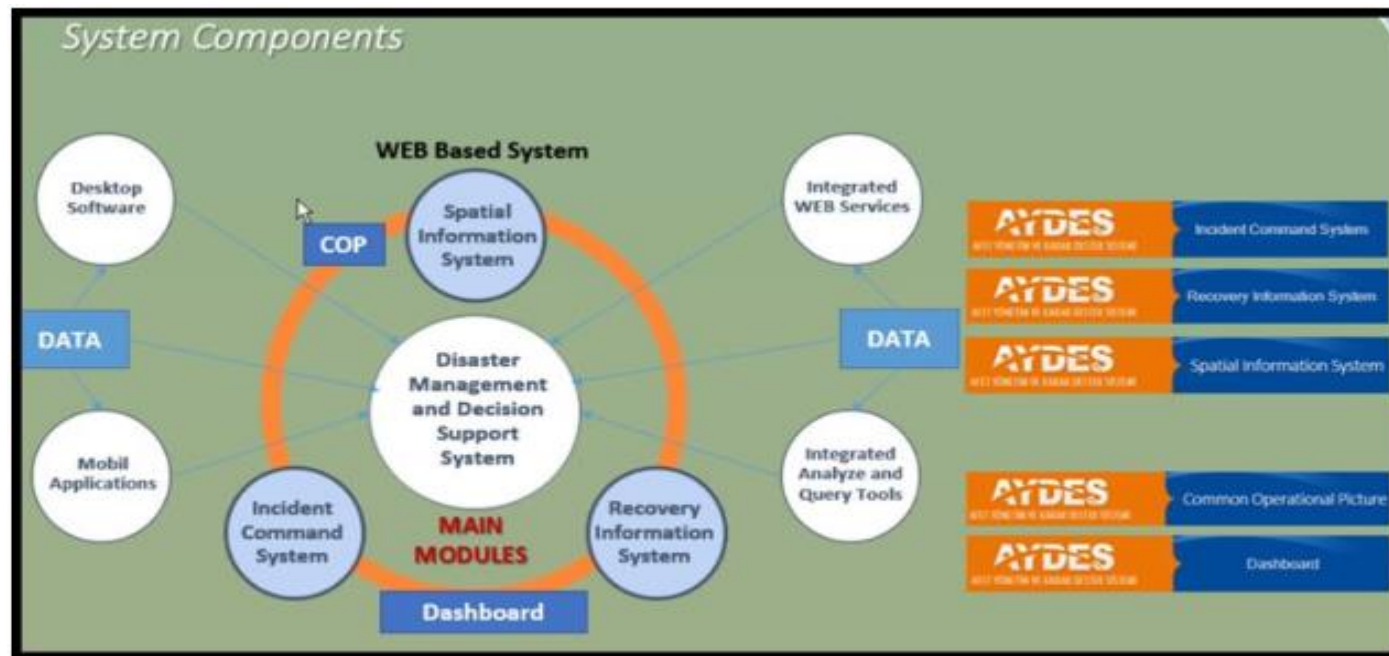 System Components
WEB Based System
Desktop
Software
COP
Spatial
Information
System
Integrated
WEB Services
DATA
Disaster
Management
and Decision
Support
System
DATA
Mobil
Applications
Incident
Command
System
MAIN
MODULES
Recovery
Information
System
Integrated
Analyze and
Query Tools
Dashboard
AYDES
Incident Command System
AYDES
Recovery Information System
AYDES
Spatial Information System
AYDES
Common Operational Picture
AYDES
Dashboard